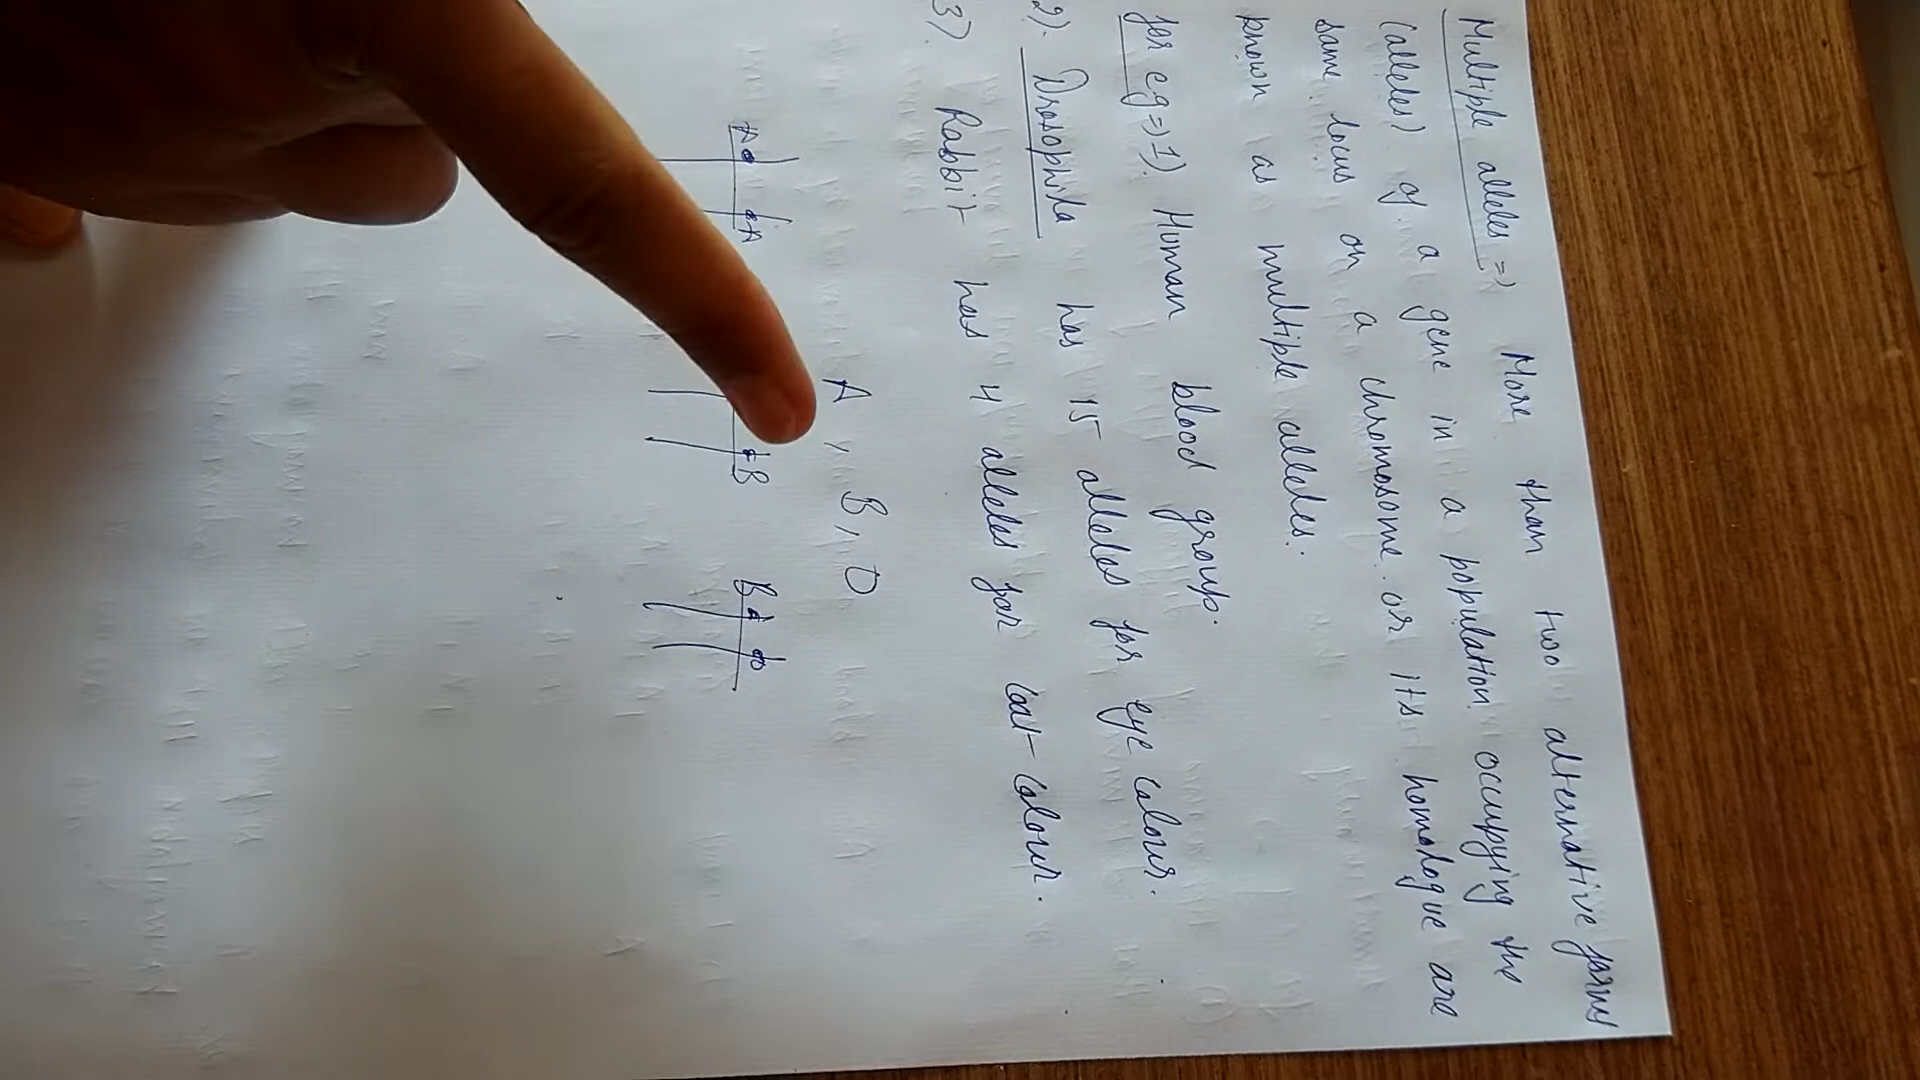 Multiple alleles => More than two alternative forms
(alleles) of a gene in a population occupying the
same locus on a chromosome or its homologue are
known as multiple alleles.
for eg => 1). Human blood group.
2). Drosophila has 15 alleles for eye colour.
3). Rabbit has 4 alleles for coat colour.
A, B, O
A A B B